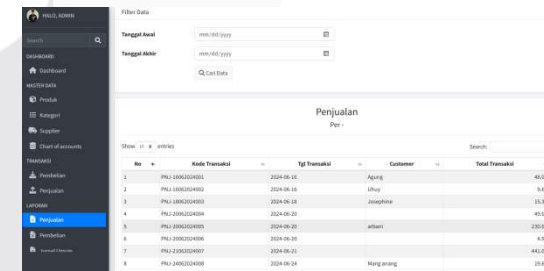 HALO, ADMIN
Search
DASHBOARD
Dashboard
MASTER DATA
Produk
Kategori
Supplier
Chart of accounts
TRANSAKSI
Pembelian
Penjualan
LAPORAN
Penjualan
Pembelian
Jurnal Umum
Filter Data
Tanggal Awal mm/dd/yyyy
Tanggal Akhir mm/dd/yyyy
Cari Data
Penjualan
Per -
Show entries Search:
No Kode Transaksi Tgl Transaksi Customer Total Transaksi
1 PNJ-16062024001 2024-06-16 Agung
2 PNJ-16062024002 2024-06-16 Uhuy
3 PNJ-18062024003 2024-06-18 Josephine
4 PNJ-20062024004 2024-06-20
5 PNJ-20062024005 2024-06-20 arbani
6 PNJ-20062024006 2024-06-20
7 PNJ-21062024007 2024-06-21
8 PNJ-24062024008 2024-06-24 Mang anang